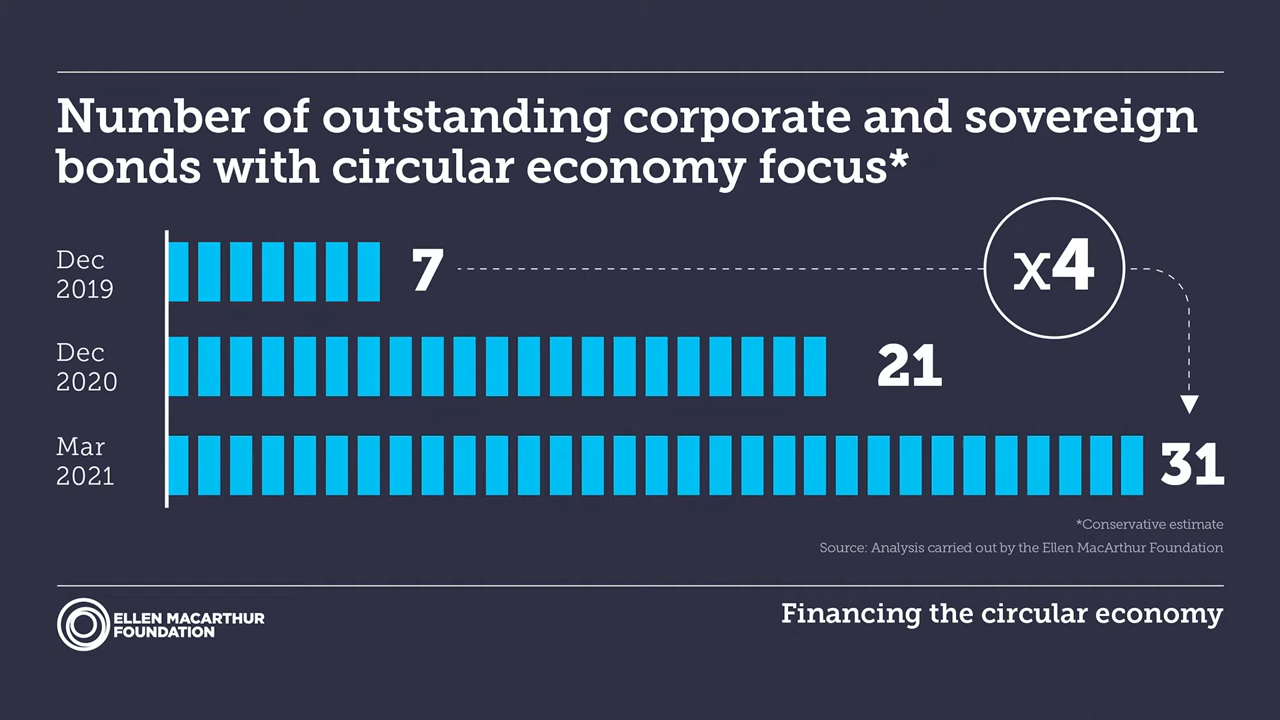 Number of outstanding corporate and sovereign
bonds with circular economy focus*
Dec
2019
7
x4
Dec
2020
21
Mar
2021
31
*Conservative estimate
Source: Analysis carried out by the Ellen MacArthur Foundation
ELLEN MACARTHUR
FOUNDATION
Financing the circular economy